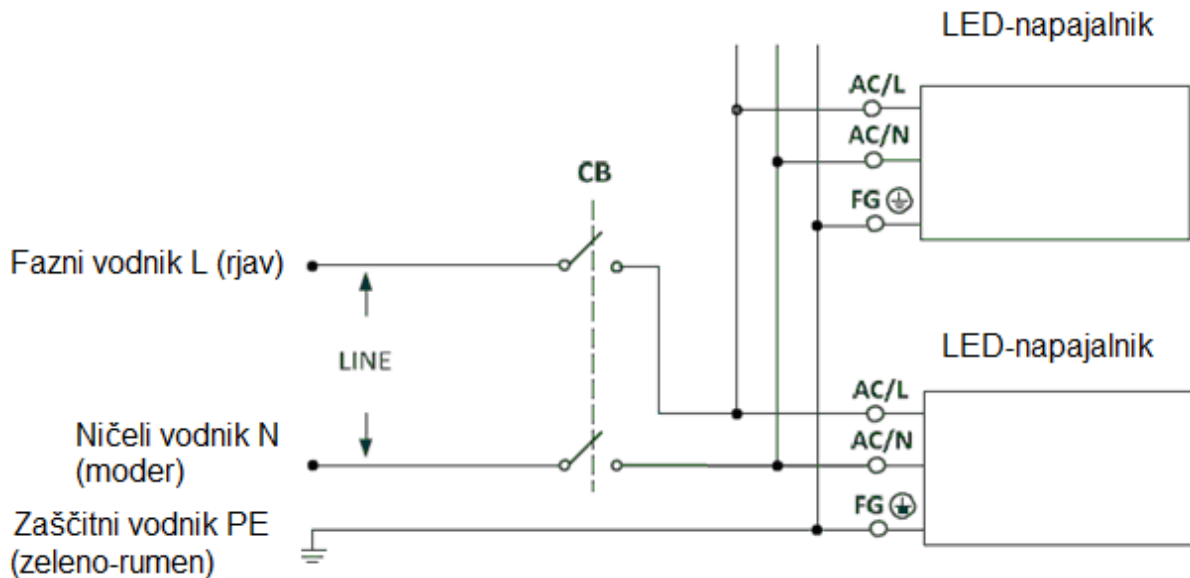 LED-napajalnik
AC/L
AC/N
FG
CB
Fazni vodnik L (rjav)
LINE
LED-napajalnik
AC/L
Ničeli vodnik N
(moder)
AC/N
Zaščitni vodnik PE
(zeleno-rumen)
FG